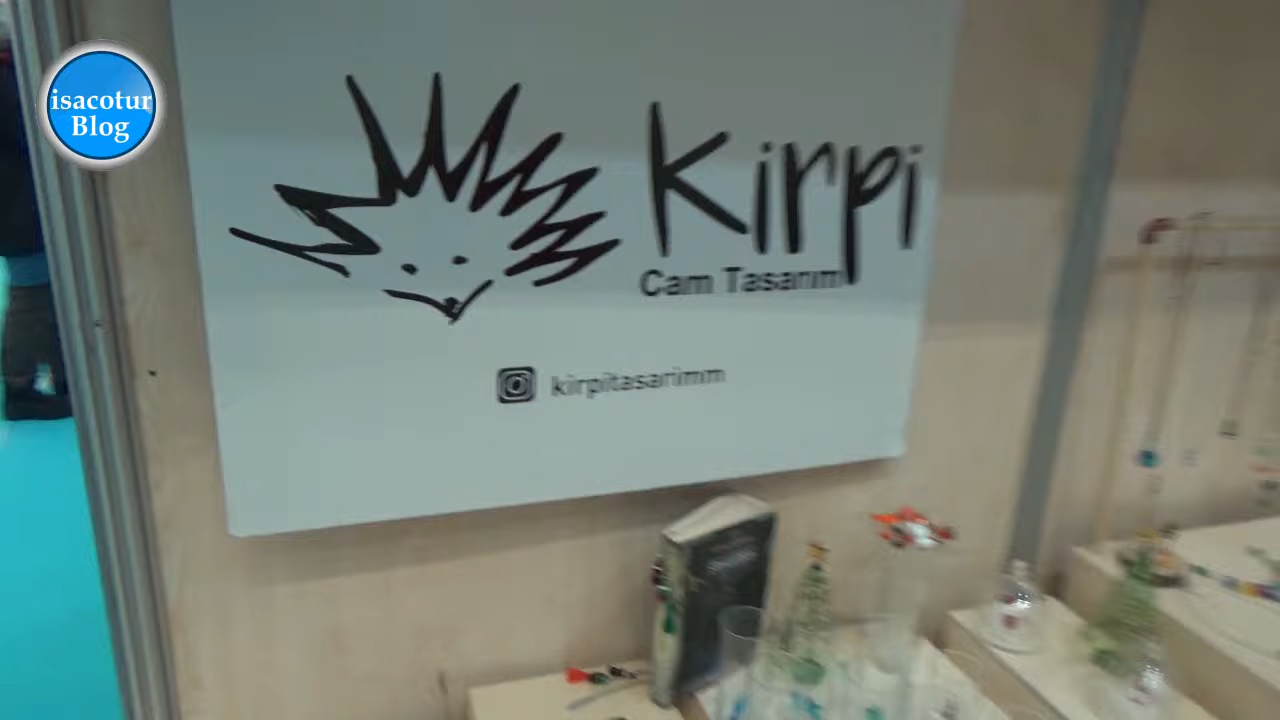 isacotur
Blog
Kirpi
Cam Tasarım
kirpitasarimm